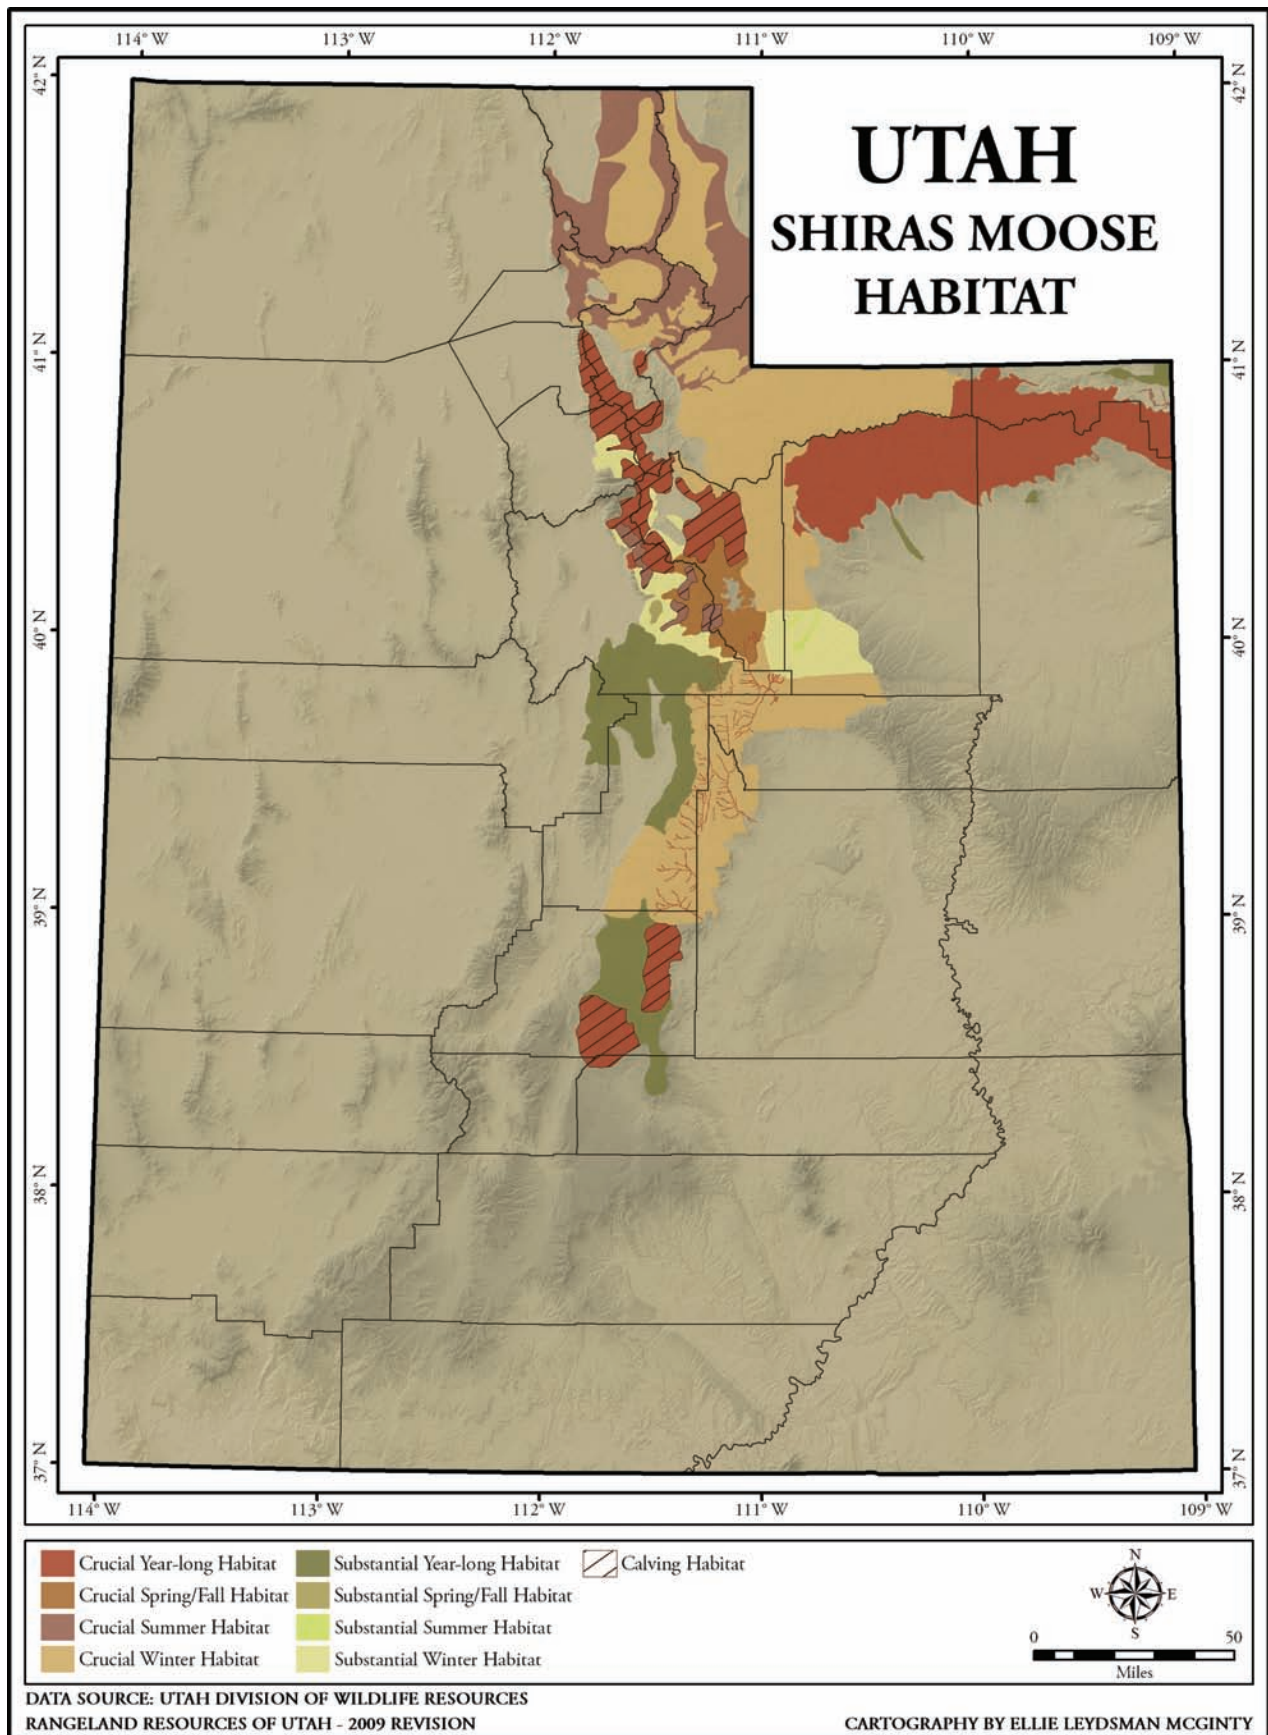 114° W 113° W 112° W 111° W 110° W 109° W
42° N 42° N
UTAH
SHIRAS MOOSE
HABITAT
41° N 41° N
40° N 40° N
39° N 39° N
38° N 38° N
37° N 37° N
114° W 113° W 112° W 111° W 110° W 109° W
Crucial Year-long Habitat Substantial Year-long Habitat Calving Habitat
Crucial Spring/Fall Habitat Substantial Spring/Fall Habitat
Crucial Summer Habitat Substantial Summer Habitat
Crucial Winter Habitat Substantial Winter Habitat
N
W E
S
0 50
Miles
DATA SOURCE: UTAH DIVISION OF WILDLIFE RESOURCES
RANGELAND RESOURCES OF UTAH - 2009 REVISION CARTOGRAPHY BY ELLIE LEYDSMAN MCGINTY